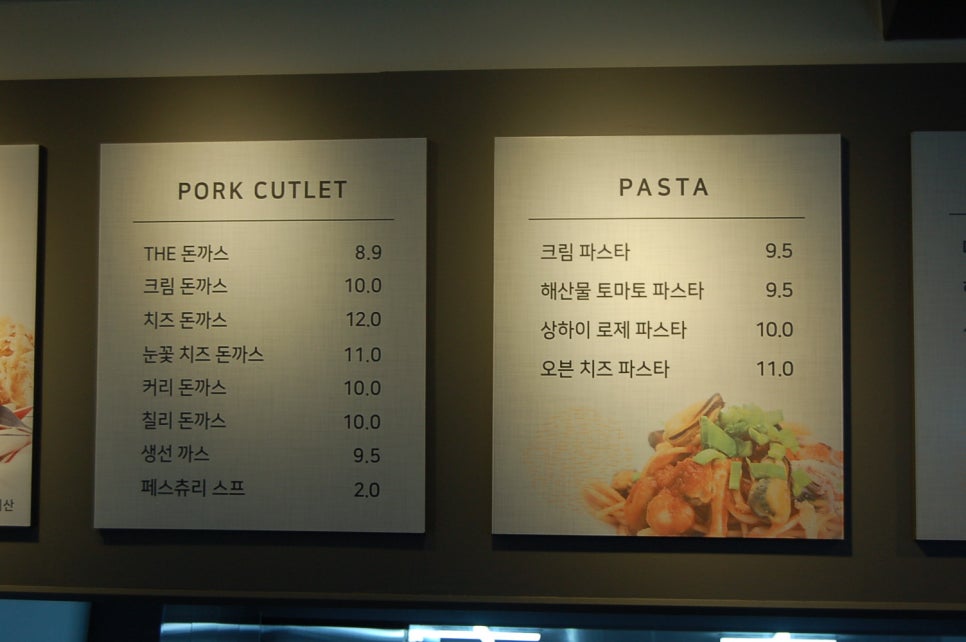 PORK CUTLET
THE 돈까스 8.9
크림 돈까스 10.0
치즈 돈까스 12.0
눈꽃 치즈 돈까스 11.0
커리 돈까스 10.0
칠리 돈까스 10.0
생선 까스 9.5
페스츄리 스프 2.0
PASTA
크림 파스타 9.5
해산물 토마토 파스타 9.5
상하이 로제 파스타 10.0
오븐 치즈 파스타 11.0